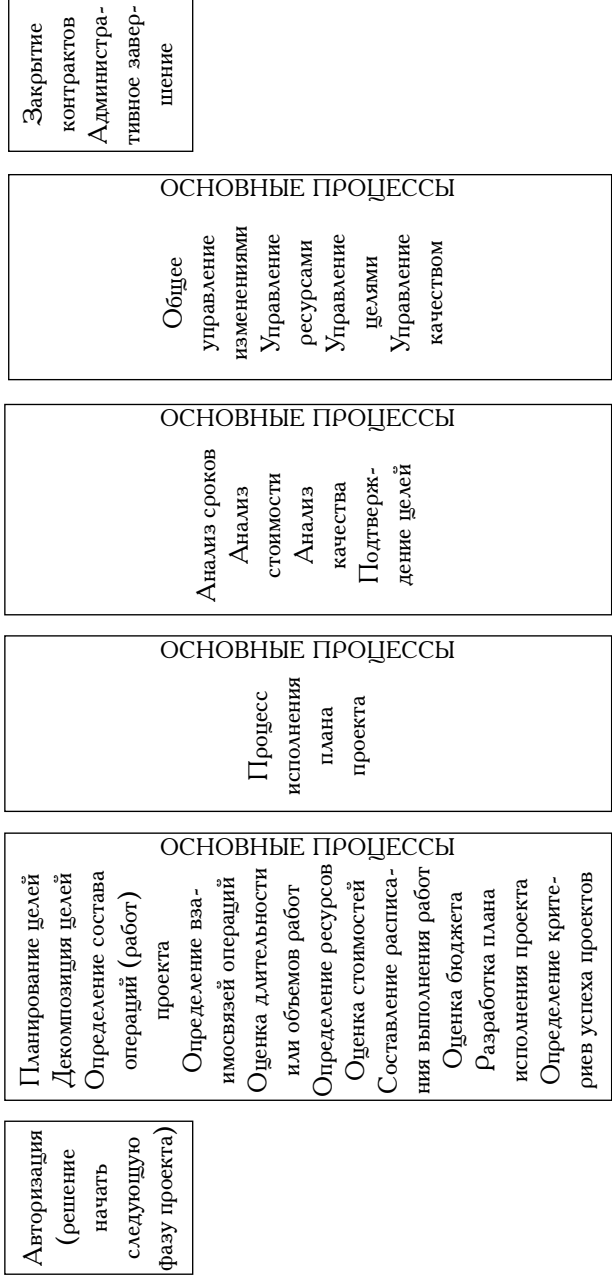 Авторизация
(решение
начать
следующую
фазу проекта)
ОСНОВНЫЕ ПРОЦЕССЫ
Планирование целей
Декомпозиция целей
Определение состава
операций (работ)
проекта
Определение вза-
имосвязей операций
Оценка длительности
или объемов работ
Определение ресурсов
Оценка стоимостей
Составление расписа-
ния выполнения работ
Оценка бюджета
Разработка плана
исполнения проекта
Определение крите-
риев успеха проектов
ОСНОВНЫЕ ПРОЦЕССЫ
Процесс
исполнения
плана
проекта
ОСНОВНЫЕ ПРОЦЕССЫ
Анализ сроков
Анализ
стоимости
Анализ
качества
Подтверж-
дение целей
ОСНОВНЫЕ ПРОЦЕССЫ
Общее
управление
изменениями
Управление
ресурсами
Управление
целями
Управление
качеством
Закрытие
контрактов
Администра-
тивное завер-
шение